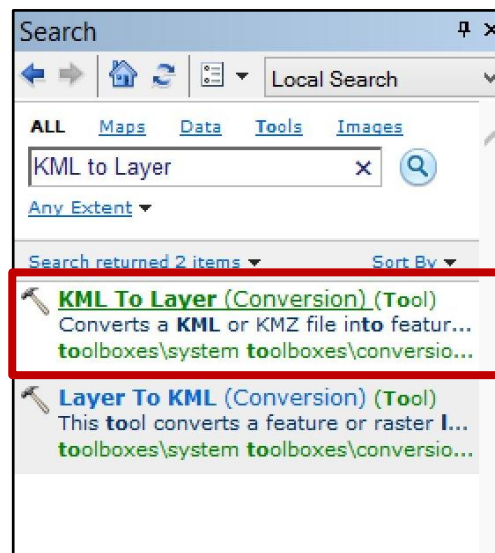 Search
Local Search
ALL Maps Data Tools Images
KML to Layer
Any Extent
Search returned 2 items Sort By
KML To Layer (Conversion) (Tool)
Converts a KML or KMZ file into featur...
toolboxes\system toolboxes\conversio...
Layer To KML (Conversion) (Tool)
This tool converts a feature or raster l...
toolboxes\system toolboxes\conversio...